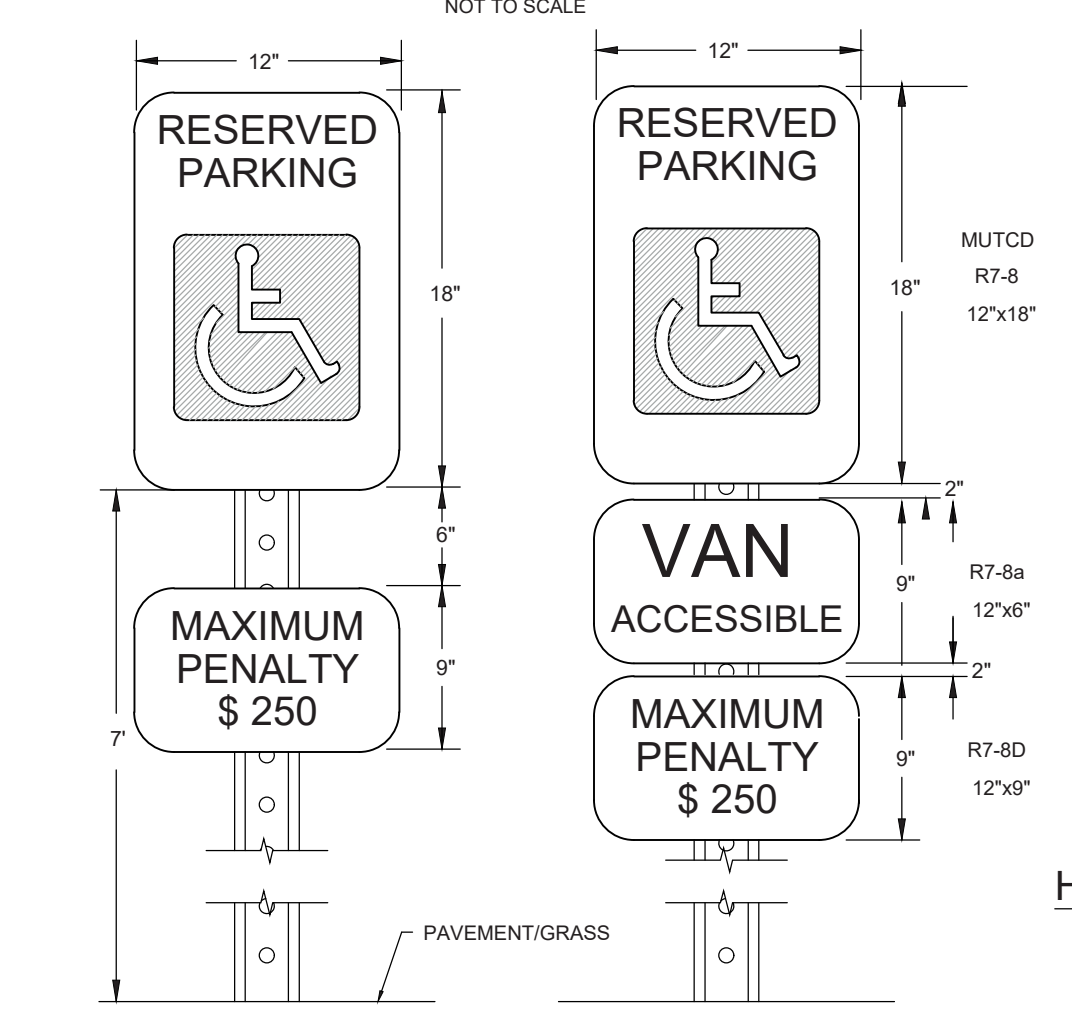 NOT TO SCALE
12"
RESERVED
PARKING
18"
6"
MAXIMUM
PENALTY
$ 250
9"
7'
PAVEMENT/GRASS
12"
RESERVED
PARKING
18"
MUTCD
R7-8
12"x18"
2"
VAN
ACCESSIBLE
9"
R7-8a
12"x6"
2"
MAXIMUM
PENALTY
$ 250
9"
R7-8D
12"x9"